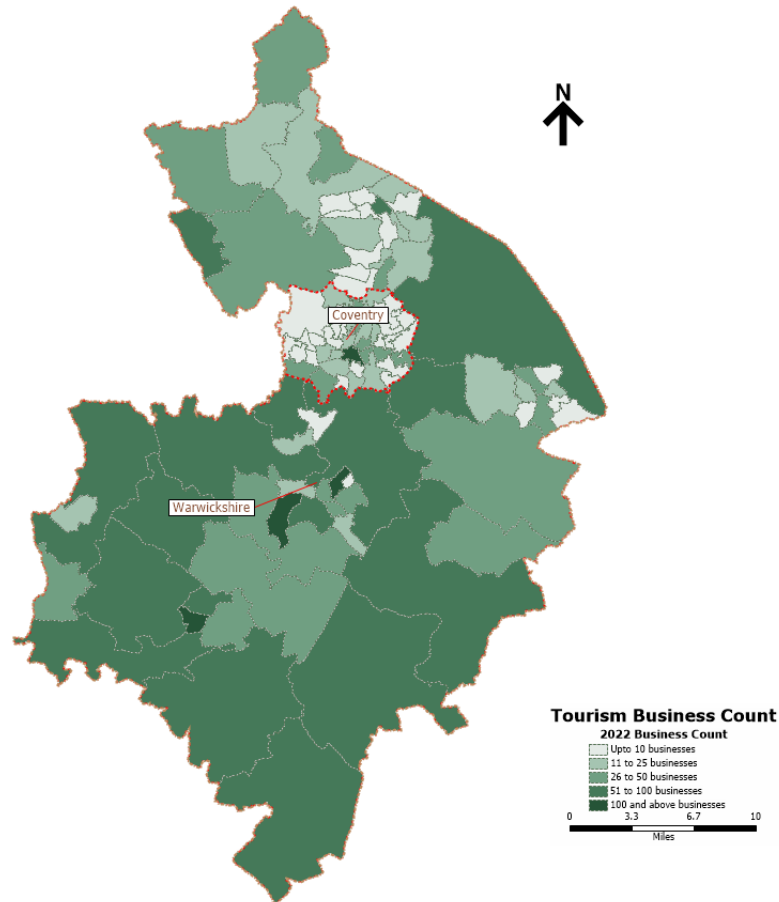 N
Coventry
Warwickshire
Tourism Business Count
2022 Business Count
Upto 10 businesses
11 to 25 businesses
26 to 50 businesses
51 to 100 businesses
100 and above businesses
0 3.3 6.7 10
Miles